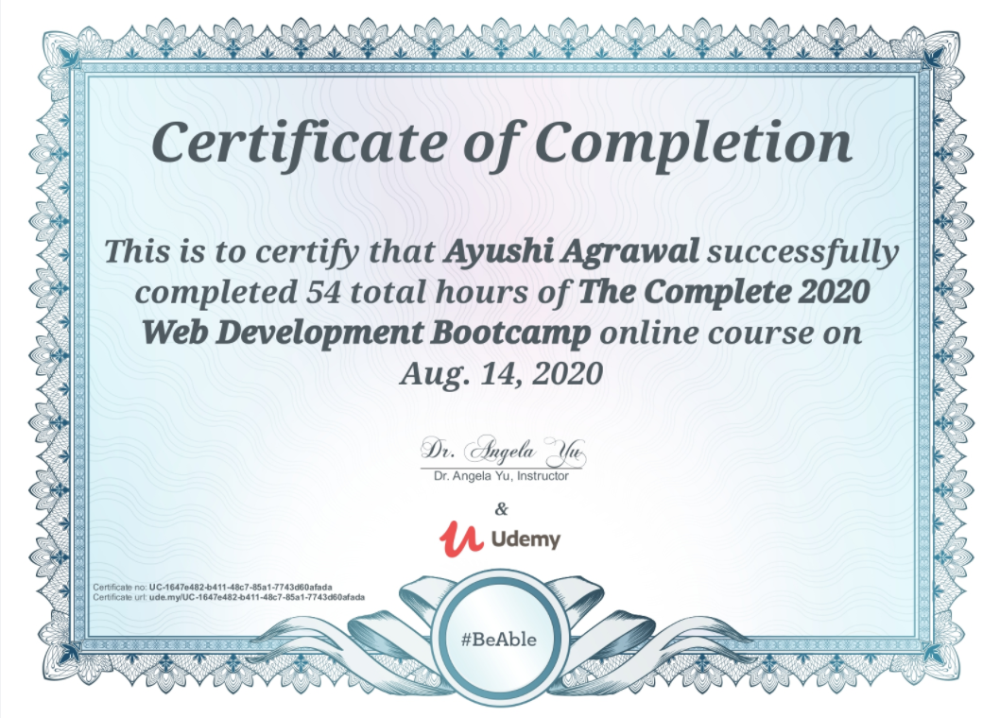 Certificate of Completion
This is to certify that Ayushi Agrawal successfully
completed 54 total hours of The Complete 2020
Web Development Bootcamp online course on
Aug. 14, 2020
Dr. Angela Yu
Dr. Angela Yu, Instructor
&
Udemy
Certificate no: UC-1647e482-b411-48c7-85a1-7743d60afada
Certificate url: ude.my/UC-1647e482-b411-48c7-85a1-7743d60afada
#BeAble